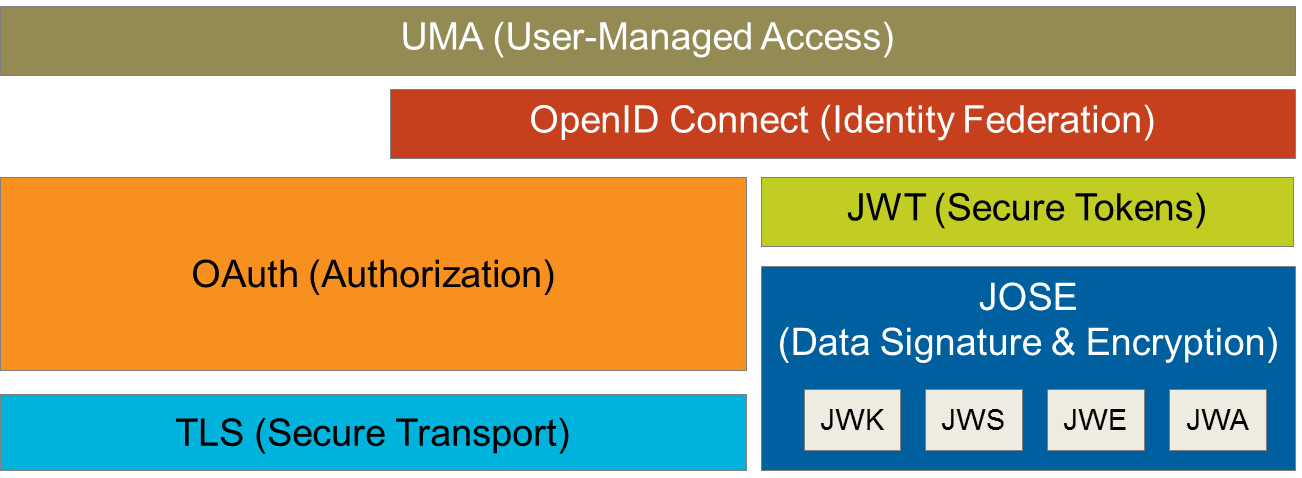 UMA (User-Managed Access)
OpenID Connect (Identity Federation)
OAuth (Authorization)
JWT (Secure Tokens)
JOSE
(Data Signature & Encryption)
JWK
JWS
JWE
JWA
TLS (Secure Transport)